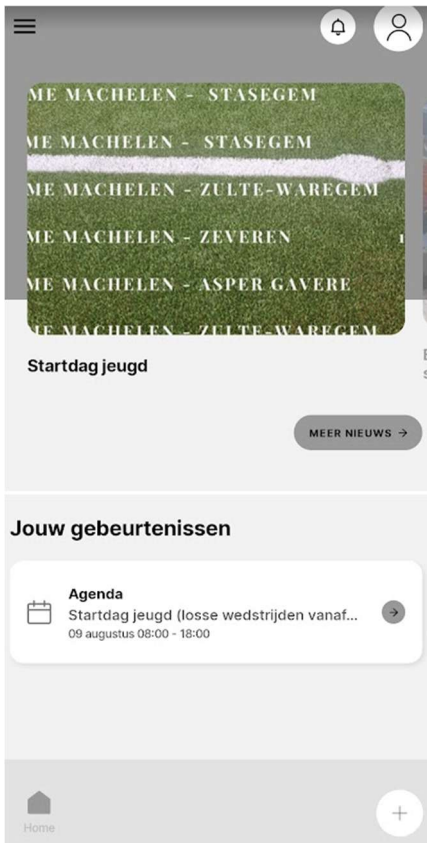 ME MACHELEN - STASEGEM
ME MACHELEN - STASEGEM
ME MACHELEN - ZULTE-WAREGEM
ME MACHELEN - ZEVEREN
ME MACHELEN - ASPER GAVERE
ME MACHELEN - ZULTE-WAREGEM
Startdag jeugd
MEER NIEUWS →
Jouw gebeurtenissen
Agenda
Startdag jeugd (losse wedstrijden vanaf...
09 augustus 08:00 - 18:00
Home